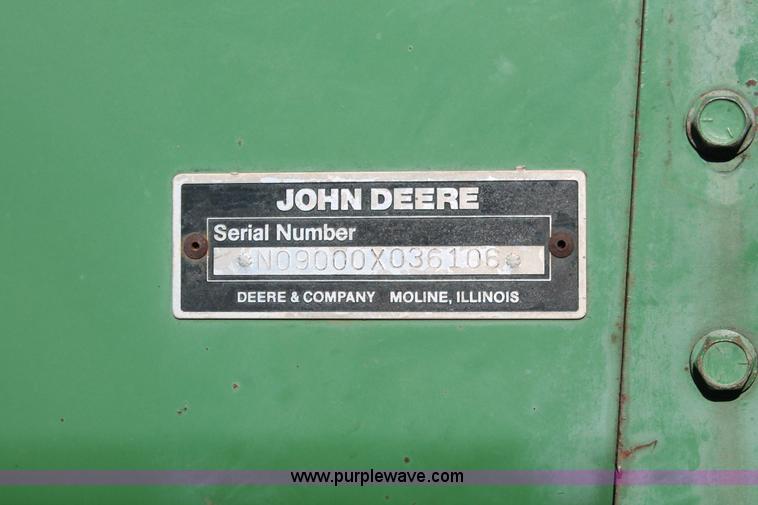 JOHN DEERE
Serial Number
*N09000X036106*
DEERE & COMPANY MOLINE, ILLINOIS
www.purplewave.com